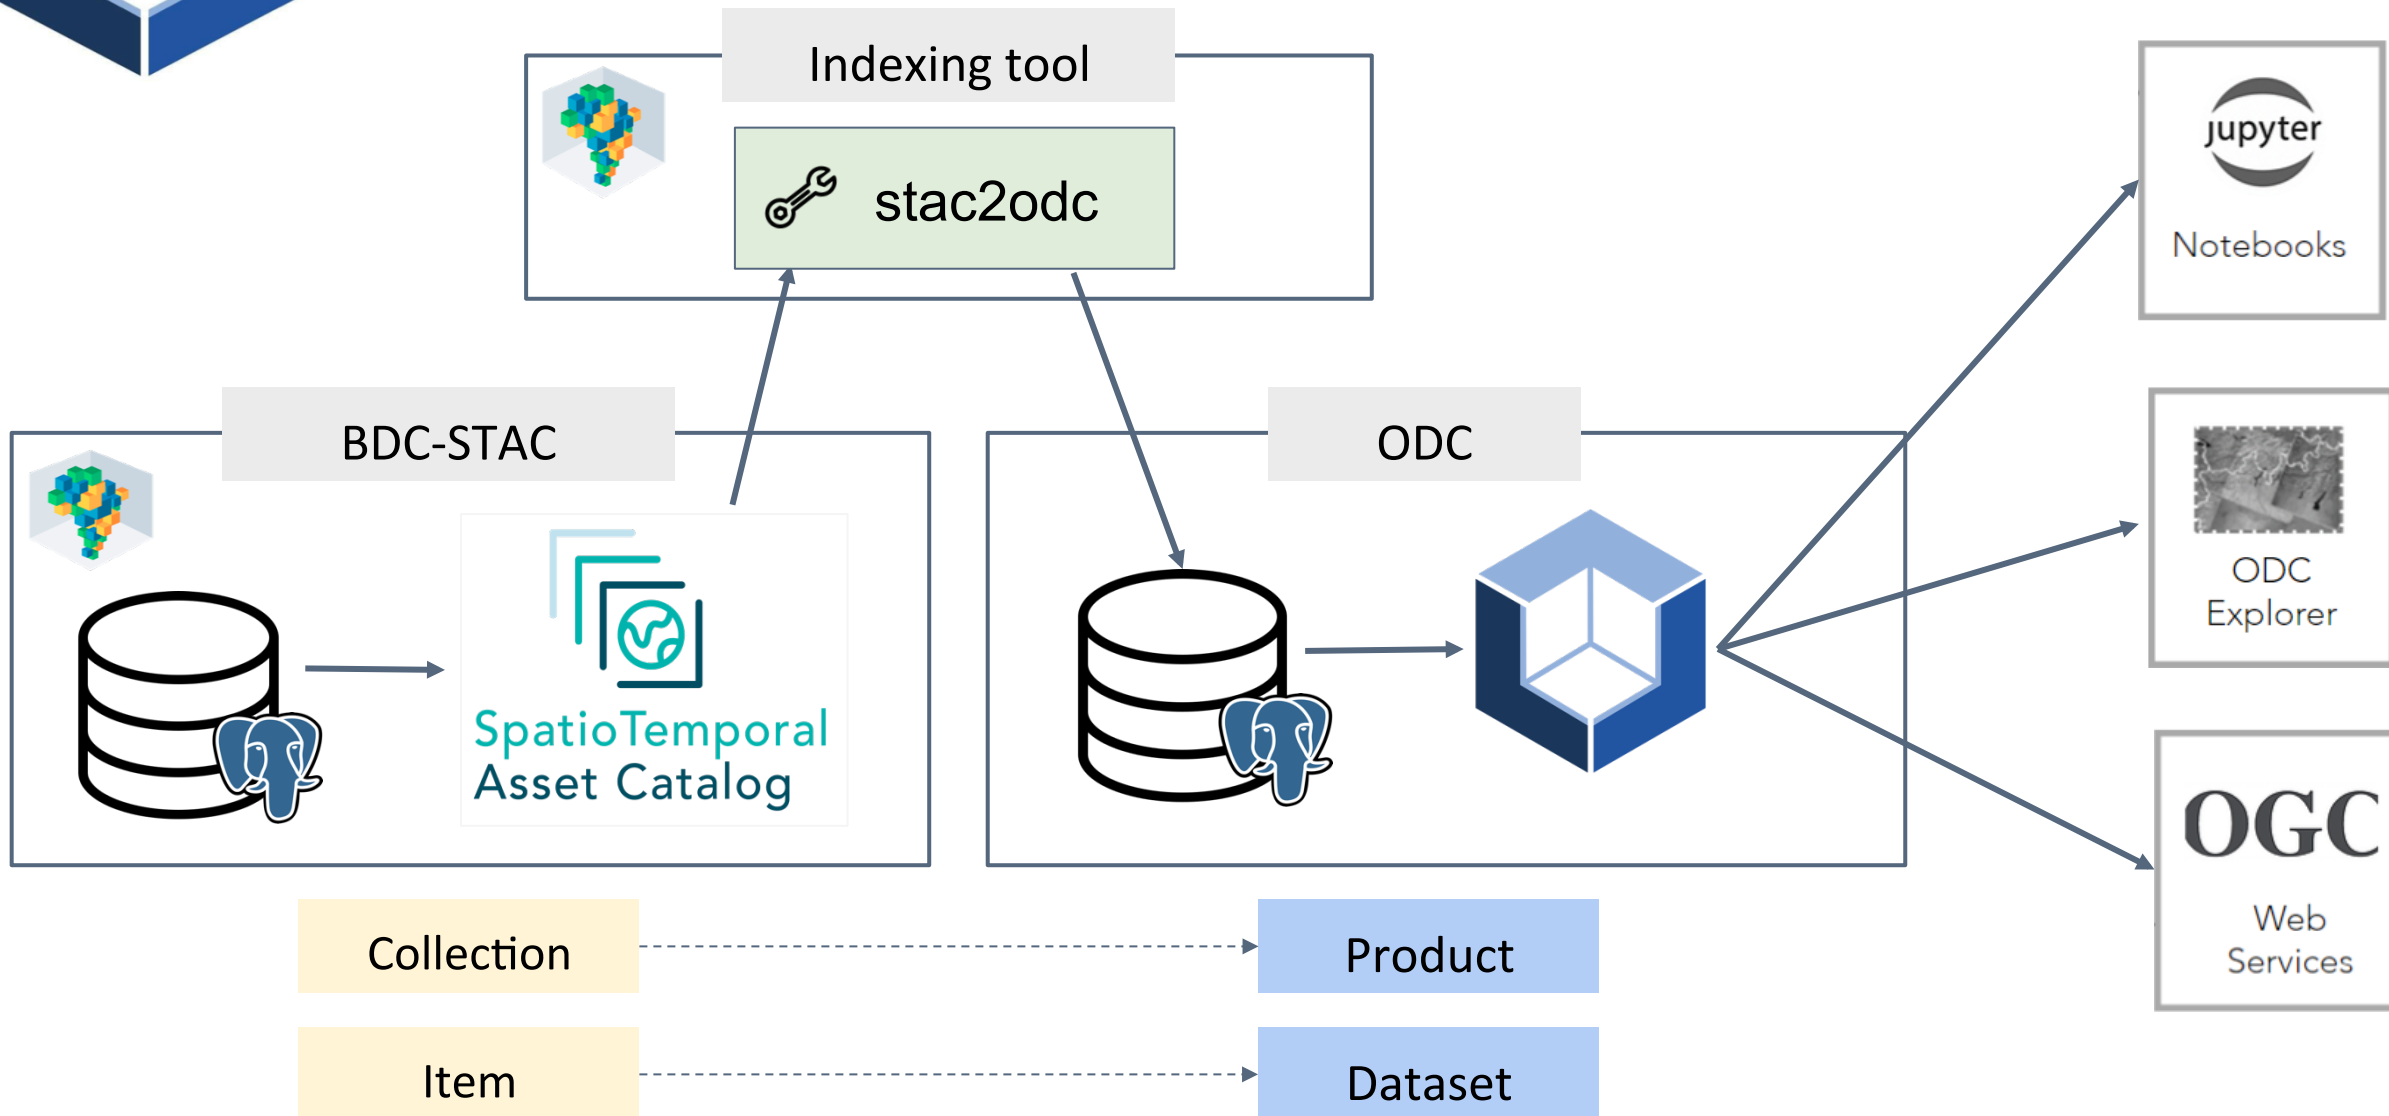 Indexing tool
stac2odc
jupyter
Notebooks
BDC-STAC
ODC
SpatioTemporal
Asset Catalog
ODC
Explorer
OGC
Web
Services
Collection
Product
Item
Dataset